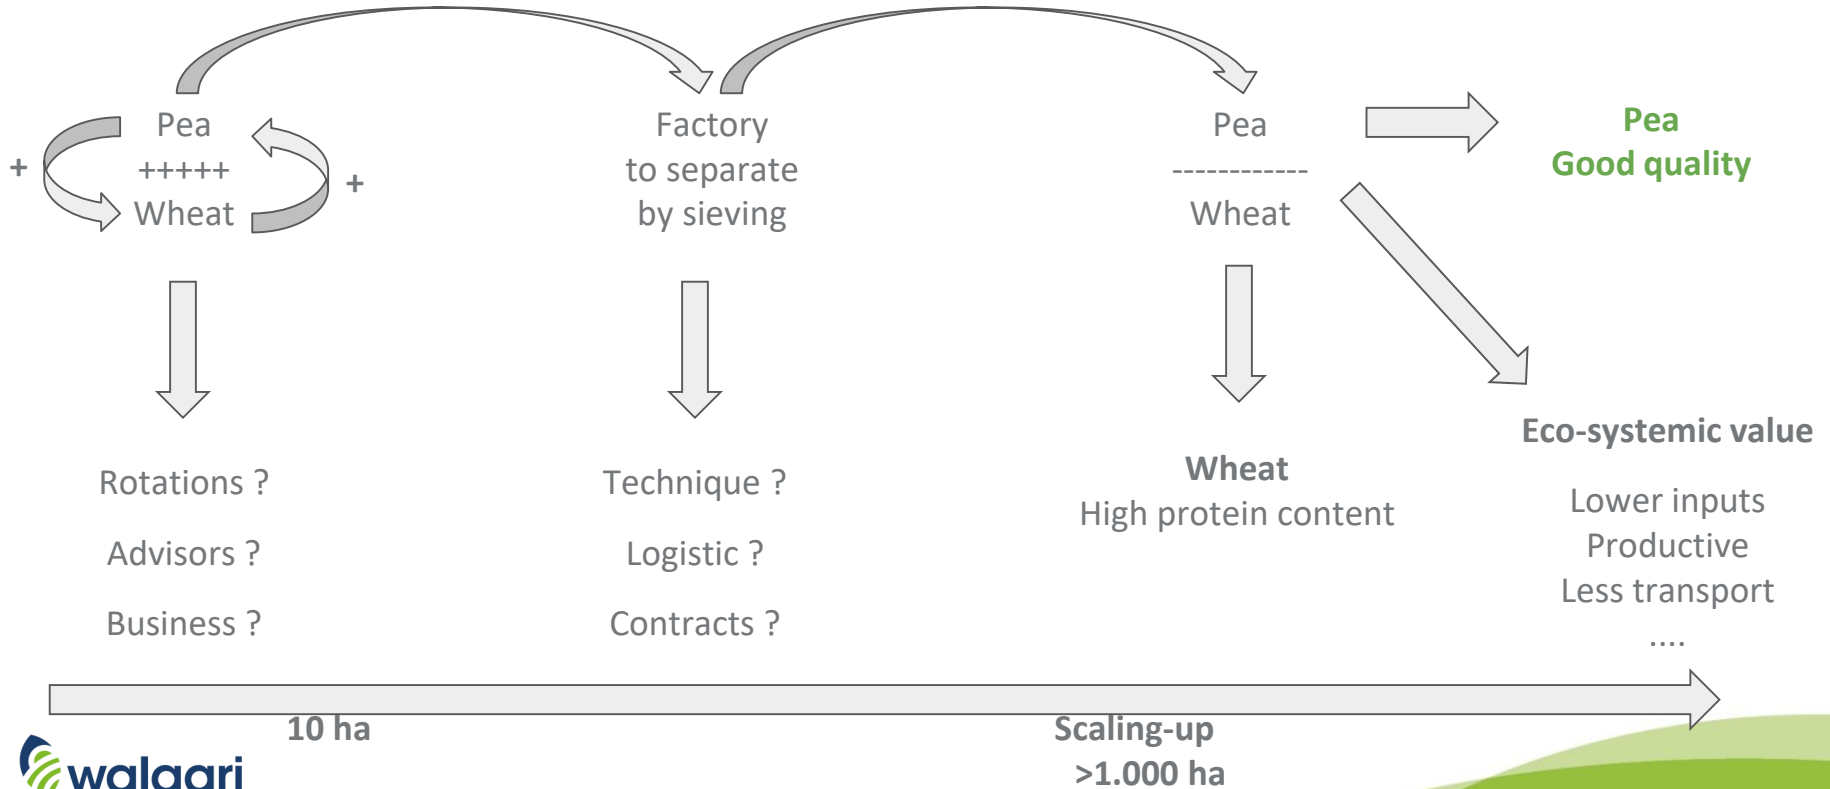 Pea
+++++
Wheat
+
+
Factory
to separate
by sieving
Pea
------------
Wheat
Pea
Good quality
Rotations ?
Advisors ?
Business ?
Technique ?
Logistic ?
Contracts ?
Wheat
High protein content
Eco-systemic value
Lower inputs
Productive
Less transport
....
10 ha
Scaling-up
>1.000 ha
walagri